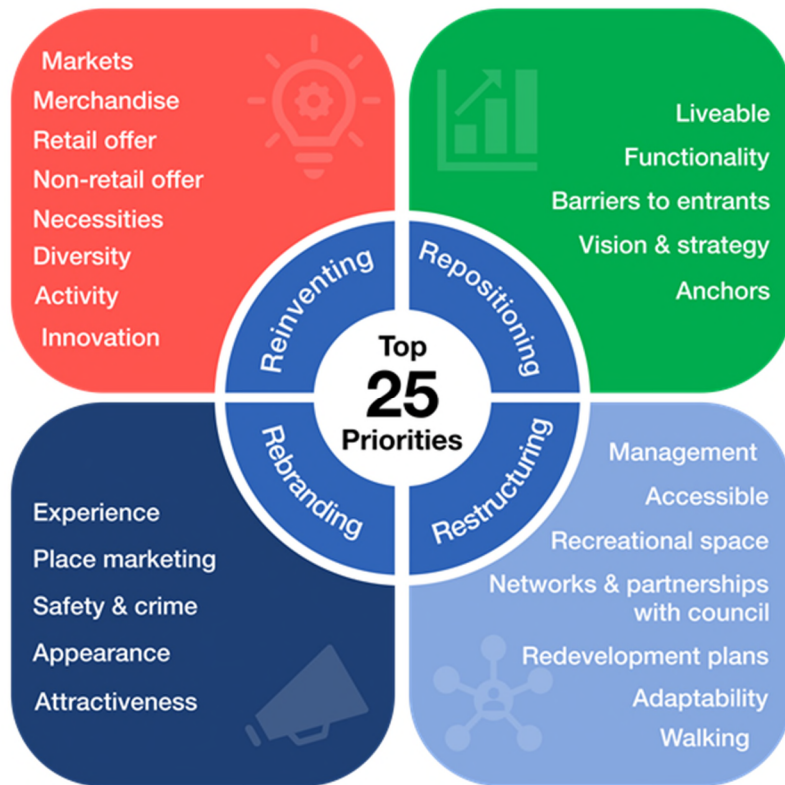 Markets
Merchandise
Retail offer
Non-retail offer
Necessities
Diversity
Activity
Innovation
Liveable
Functionality
Barriers to entrants
Vision & strategy
Anchors
Reinventing
Repositioning
Top
25
Priorities
Rebranding
Restructuring
Experience
Place marketing
Safety & crime
Appearance
Attractiveness
Management
Accessible
Recreational space
Networks & partnerships
with council
Redevelopment plans
Adaptability
Walking